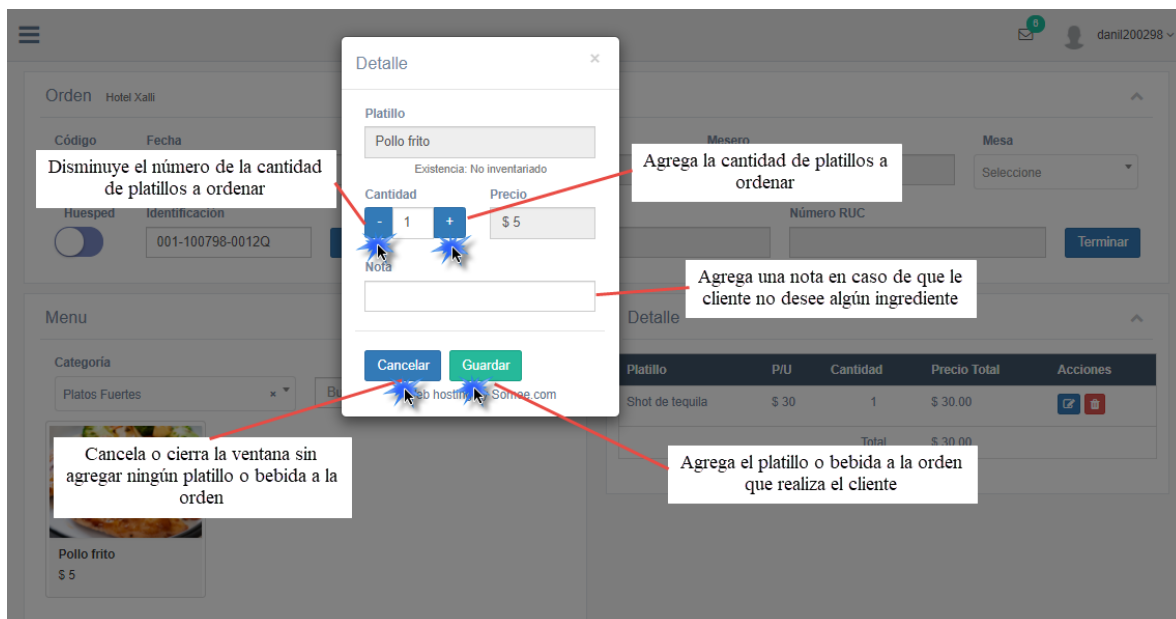 0
danil200298
Detalle
×
Orden Hotel Xalli
Platillo
Código
Fecha
Mesero
Mesa
Pollo frito
Seleccione
Disminuye el número de la cantidad
de platillos a ordenar
Existencia: No inventariado
Agrega la cantidad de platillos a
ordenar
Cantidad
Precio
Huesped
Identificación
Número RUC
-
1
+
$ 5
001-100798-0012Q
Terminar
Nota
Agrega una nota en caso de que le
cliente no desee algún ingrediente
Menu
Detalle
Categoría
Cancelar
Guardar
Platillo
P/U
Cantidad
Precio Total
Acciones
Platos Fuertes
×
Bu
eb hosting
Somee.com
Shot de tequila
$ 30
1
$ 30.00
Total
$ 30.00
Cancela o cierra la ventana sin
agregar ningún platillo o bebida a la
orden
Agrega el platillo o bebida a la orden
que realiza el cliente
Pollo frito
$ 5